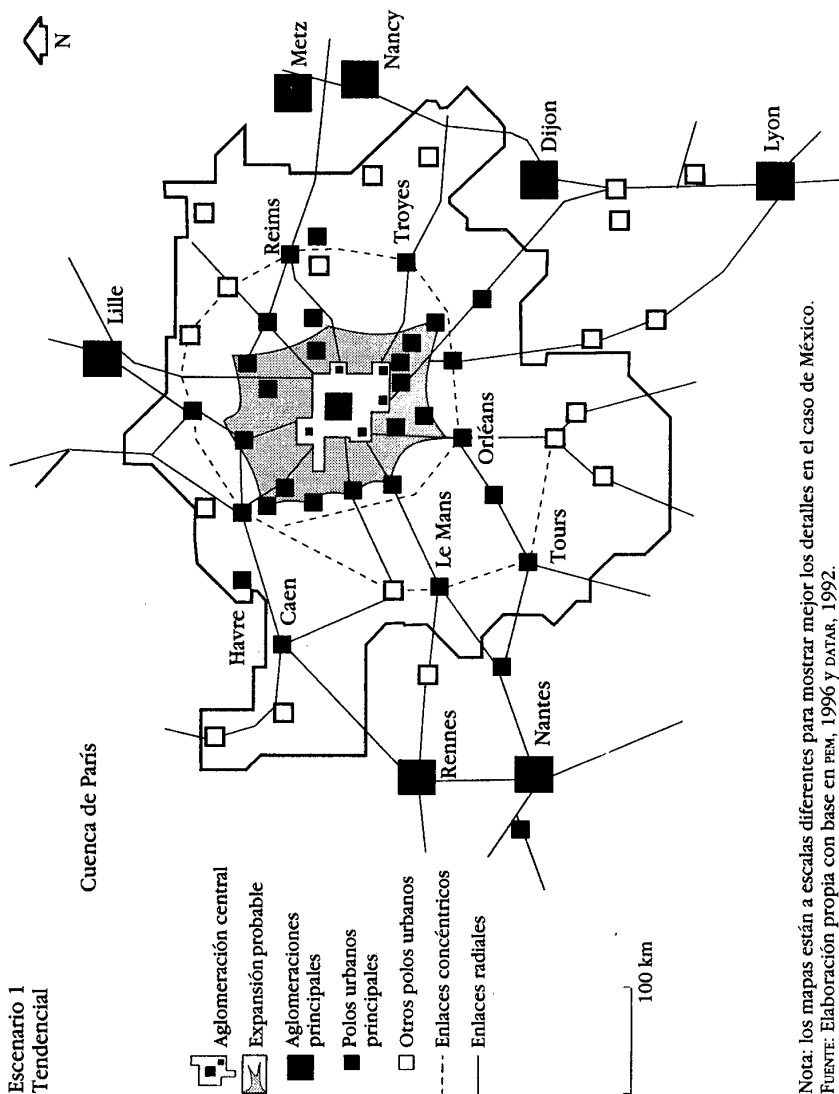 Escenario 1
Tendencial
Cuenca de París
N
Lille
Metz
Nancy
Reims
Troyes
Havre
Caen
Le Mans
Orléans
Tours
Rennes
Nantes
Dijon
Lyon
Aglomeración central
Expansión probable
Aglomeraciones
principales
Polos urbanos
principales
Otros polos urbanos
Enlaces concéntricos
Enlaces radiales
100 km
Nota: los mapas están a escalas diferentes para mostrar mejor los detalles en el caso de México.
FUENTE: Elaboración propia con base en PEM, 1996 y DATAR, 1992.